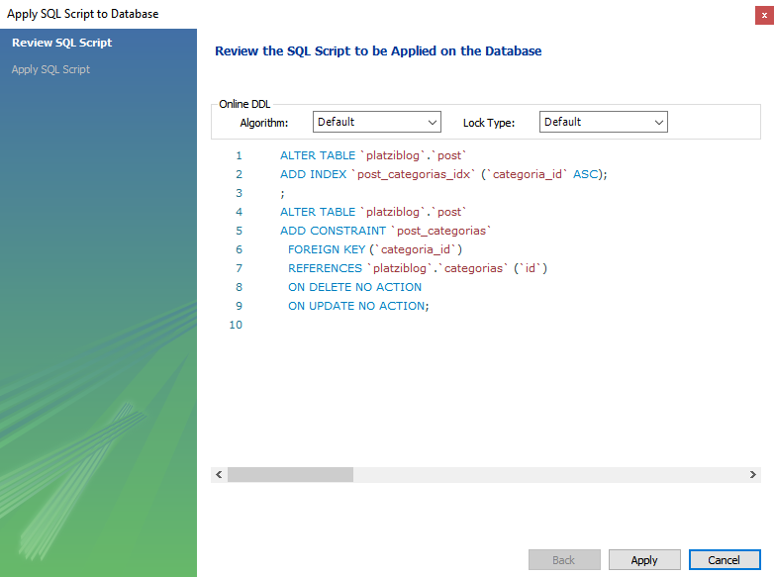 Apply SQL Script to Database
x
Review SQL Script
Apply SQL Script
Review the SQL Script to be Applied on the Database
Online DDL
Algorithm: Default Lock Type: Default
1 ALTER TABLE `platziblog`.`post`
2 ADD INDEX `post_categorias_idx` (`categoria_id` ASC);
3 ;
4 ALTER TABLE `platziblog`.`post`
5 ADD CONSTRAINT `post_categorias`
6 FOREIGN KEY (`categoria_id`)
7 REFERENCES `platziblog`.`categorias` (`id`)
8 ON DELETE NO ACTION
9 ON UPDATE NO ACTION;
10
Back Apply Cancel